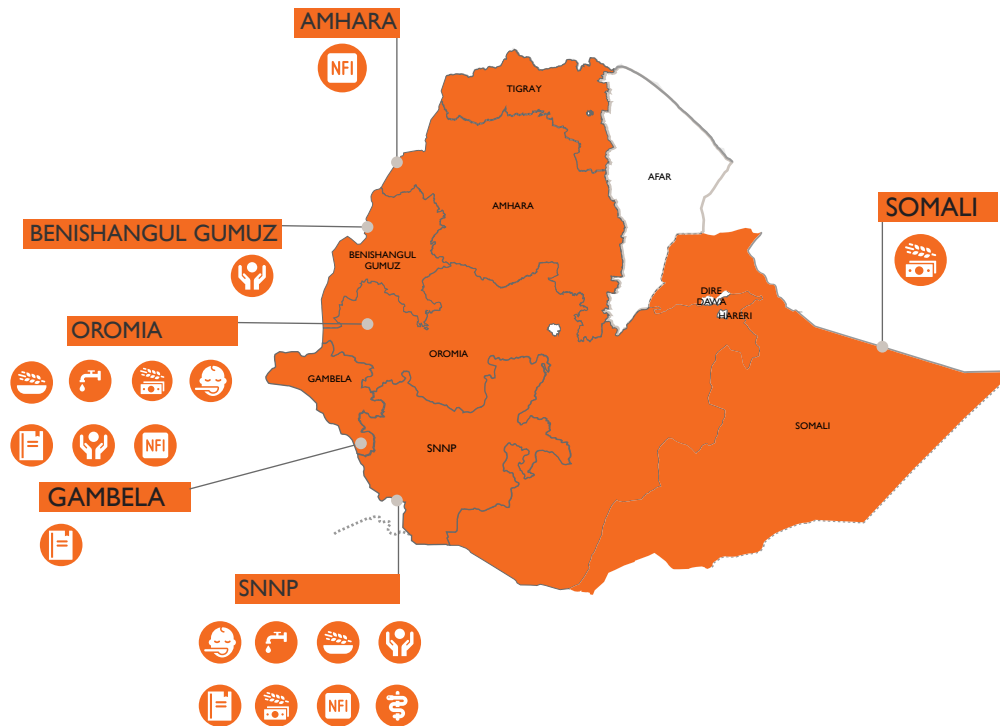 AMHARA
NFI
TIGRAY
AFAR
AMHARA
SOMALI
BENISHANGUL GUMUZ
BENISHANGUL
GUMUZ
DIRE
DAWA
HARERI
OROMIA
OROMIA
GAMBELA
SOMALI
NFI
SNNP
GAMBELA
SNNP
NFI